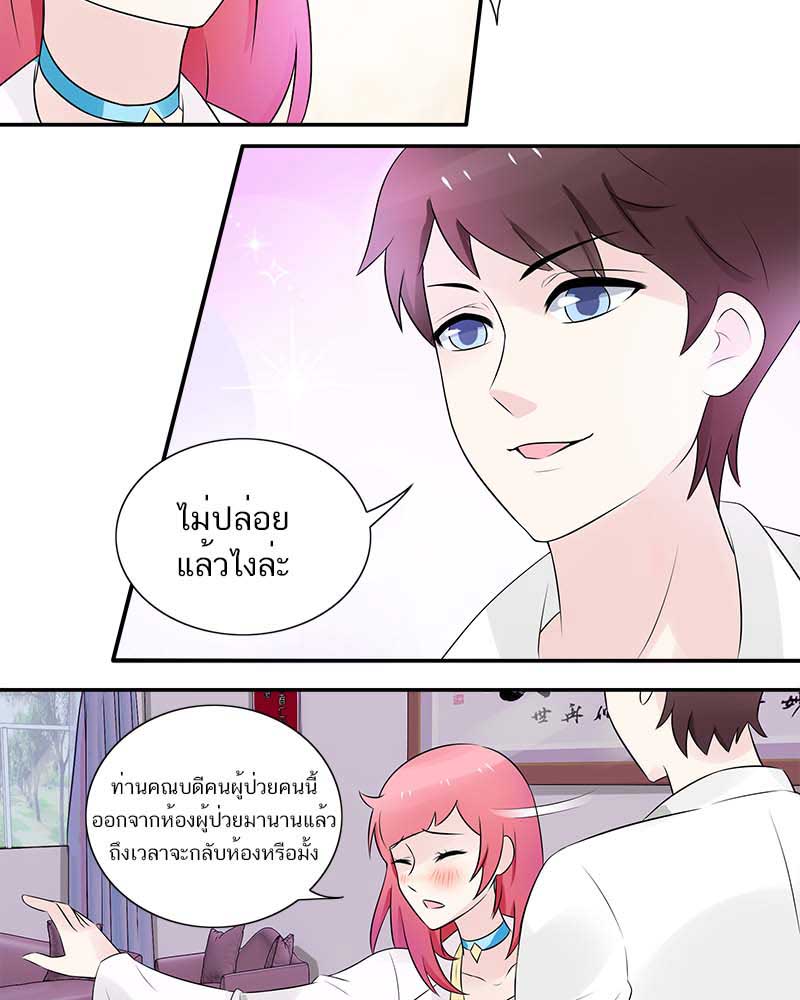 ไม่ปล่อย
แล้วไงล่ะ
ท่านคณบดีคนผู้ป่วยคนนี้
ออกจากห้องผู้ป่วยมานานแล้ว
ถึงเวลาจะกลับห้องหรือมั้ง